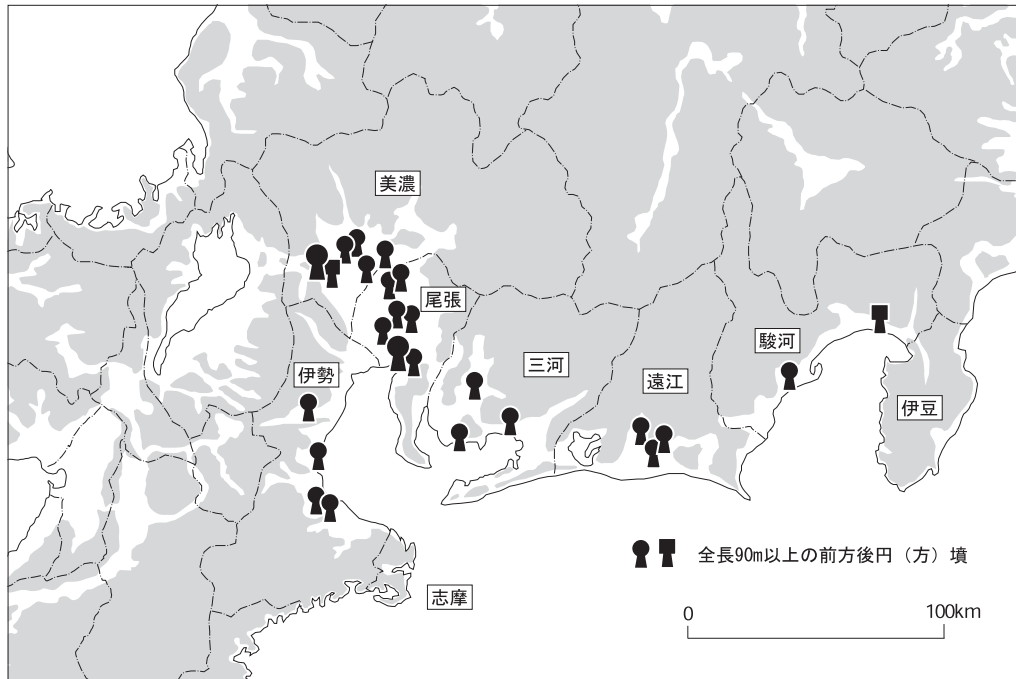 美濃
尾張
伊勢
三河
遠江
駿河
伊豆
志摩
全長90m以上の前方後円（方）墳
0
100km